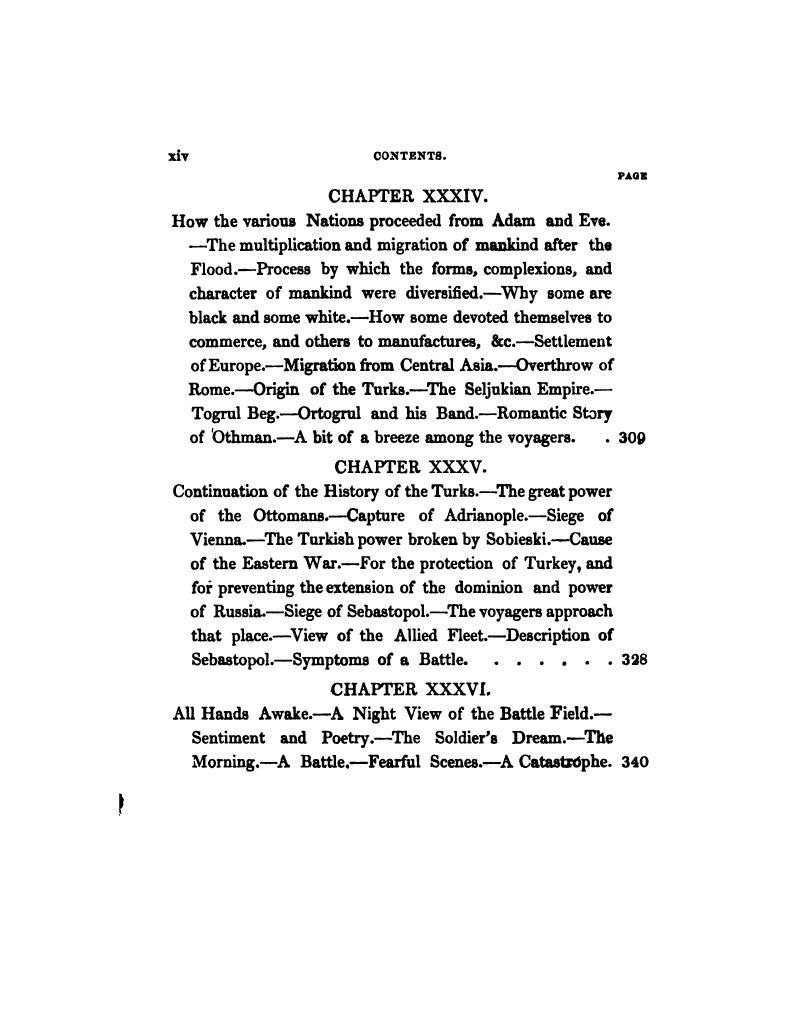 xiv CONTENTS.
PAGE
CHAPTER XXXIV.
How the various Nations proceeded from Adam and Eve.
—The multiplication and migration of mankind after the
Flood.—Process by which the forms, complexions, and
character of mankind were diversified.—Why some are
black and some white.—How some devoted themselves to
commerce, and others to manufactures, &c.—Settlement
of Europe.—Migration from Central Asia.—Overthrow of
Rome.—Origin of the Turks.—The Seljukian Empire.—
Togrul Beg.—Ortogrul and his Band.—Romantic Story
of Othman.—A bit of a breeze among the voyagers. . 309
CHAPTER XXXV.
Continuation of the History of the Turks.—The great power
of the Ottomans.—Capture of Adrianople.—Siege of
Vienna.—The Turkish power broken by Sobieski.—Cause
of the Eastern War.—For the protection of Turkey, and
for preventing the extension of the dominion and power
of Russia.—Siege of Sebastopol.—The voyagers approach
that place.—View of the Allied Fleet.—Description of
Sebastopol.—Symptoms of a Battle. . . . . . . 328
CHAPTER XXXVI.
All Hands Awake.—A Night View of the Battle Field.—
Sentiment and Poetry.—The Soldier's Dream.—The
Morning.—A Battle.—Fearful Scenes.—A Catastrophe. 340